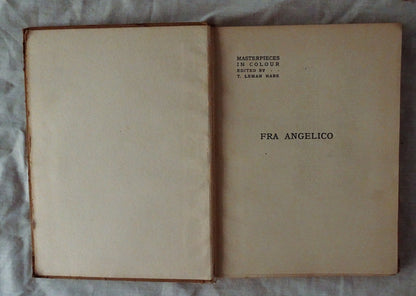 MASTERPIECES
IN COLOUR
EDITED BY - -
T. LEMAN HARE
FRA ANGELICO